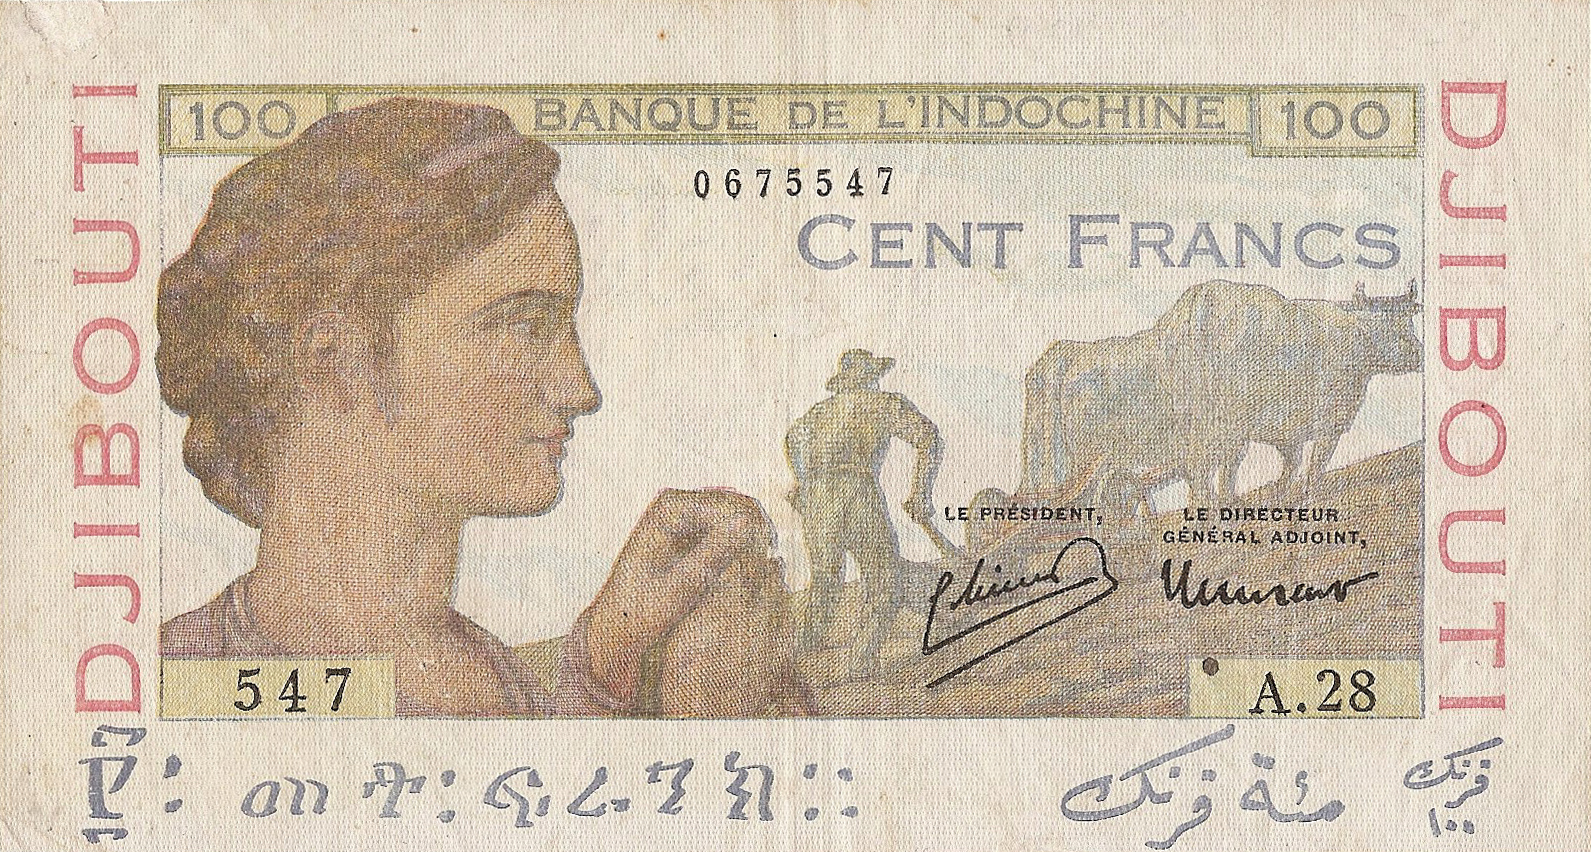 100 BANQUE DE L'INDOCHINE 100
0675547
CENT FRANCS
DJIBOUTI
DJIBOUTI
LE PRÉSIDENT,
LE DIRECTEUR
GÉNÉRAL ADJOINT,
547
A.28
፻፡ መቶ፡ ፍራንክ፡፡
مئة فرنك
فرنك
١٠٠